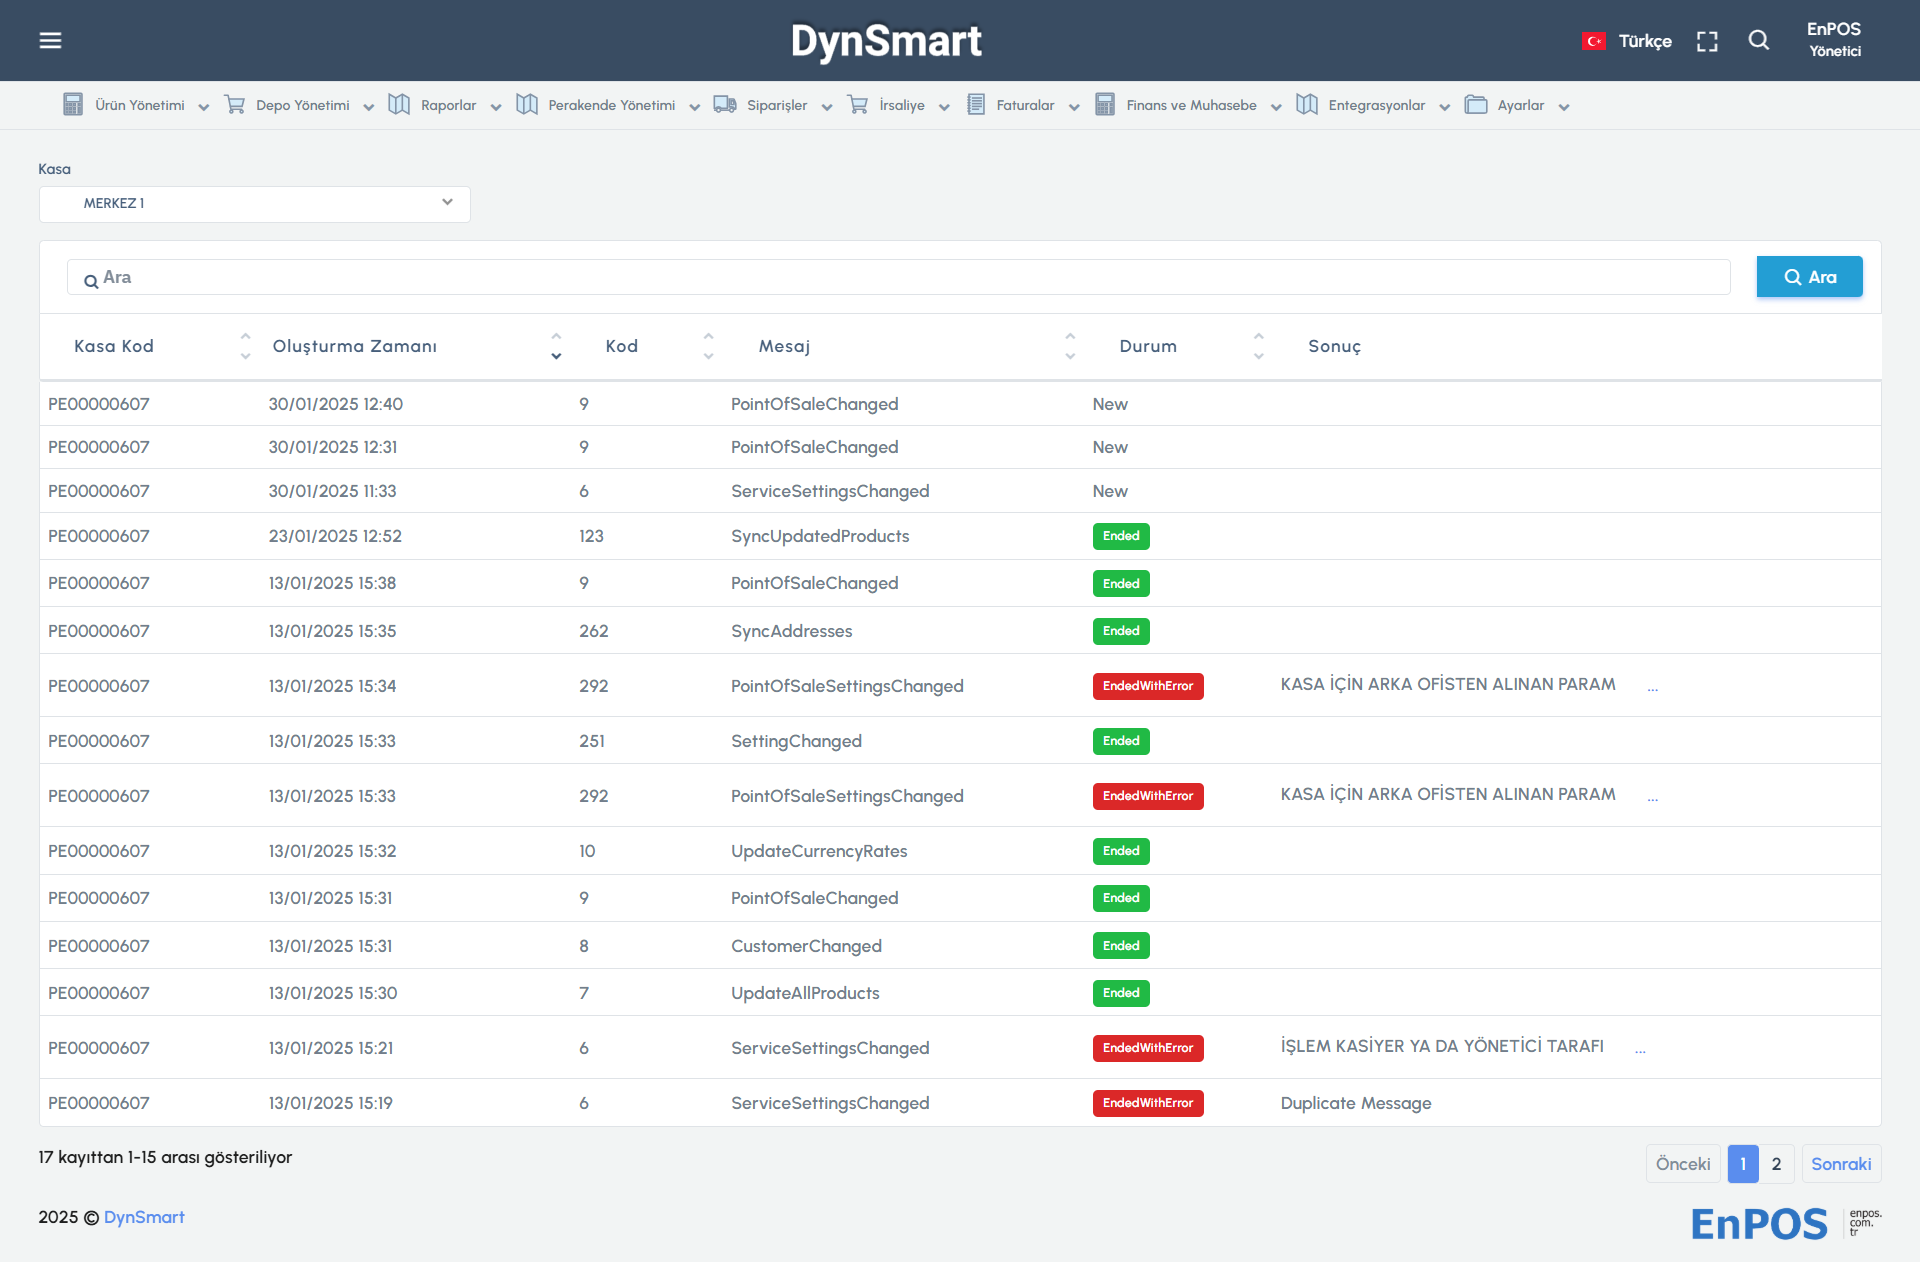 DynSmart
Türkçe
EnPOS
Yönetici
Ürün Yönetimi Depo Yönetimi Raporlar Perakende Yönetimi Siparişler İrsaliye Faturalar Finans ve Muhasebe Entegrasyonlar Ayarlar
Kasa
MERKEZ 1
Ara Ara
Kasa Kod Oluşturma Zamanı Kod Mesaj Durum Sonuç
PE00000607 30/01/2025 12:40 9 PointOfSaleChanged New
PE00000607 30/01/2025 12:31 9 PointOfSaleChanged New
PE00000607 30/01/2025 11:33 6 ServiceSettingsChanged New
PE00000607 23/01/2025 12:52 123 SyncUpdatedProducts Ended
PE00000607 13/01/2025 15:38 9 PointOfSaleChanged Ended
PE00000607 13/01/2025 15:35 262 SyncAddresses Ended
PE00000607 13/01/2025 15:34 292 PointOfSaleSettingsChanged EndedWithError KASA İÇİN ARKA OFİSTEN ALINAN PARAM ...
PE00000607 13/01/2025 15:33 251 SettingChanged Ended
PE00000607 13/01/2025 15:33 292 PointOfSaleSettingsChanged EndedWithError KASA İÇİN ARKA OFİSTEN ALINAN PARAM ...
PE00000607 13/01/2025 15:32 10 UpdateCurrencyRates Ended
PE00000607 13/01/2025 15:31 9 PointOfSaleChanged Ended
PE00000607 13/01/2025 15:31 8 CustomerChanged Ended
PE00000607 13/01/2025 15:30 7 UpdateAllProducts Ended
PE00000607 13/01/2025 15:21 6 ServiceSettingsChanged EndedWithError İŞLEM KASİYER YA DA YÖNETİCİ TARAFI ...
PE00000607 13/01/2025 15:19 6 ServiceSettingsChanged EndedWithError Duplicate Message
17 kayıttan 1-15 arası gösteriliyor
Önceki 1 2 Sonraki
2025 © DynSmart
EnPOS
enpos.
com.
tr